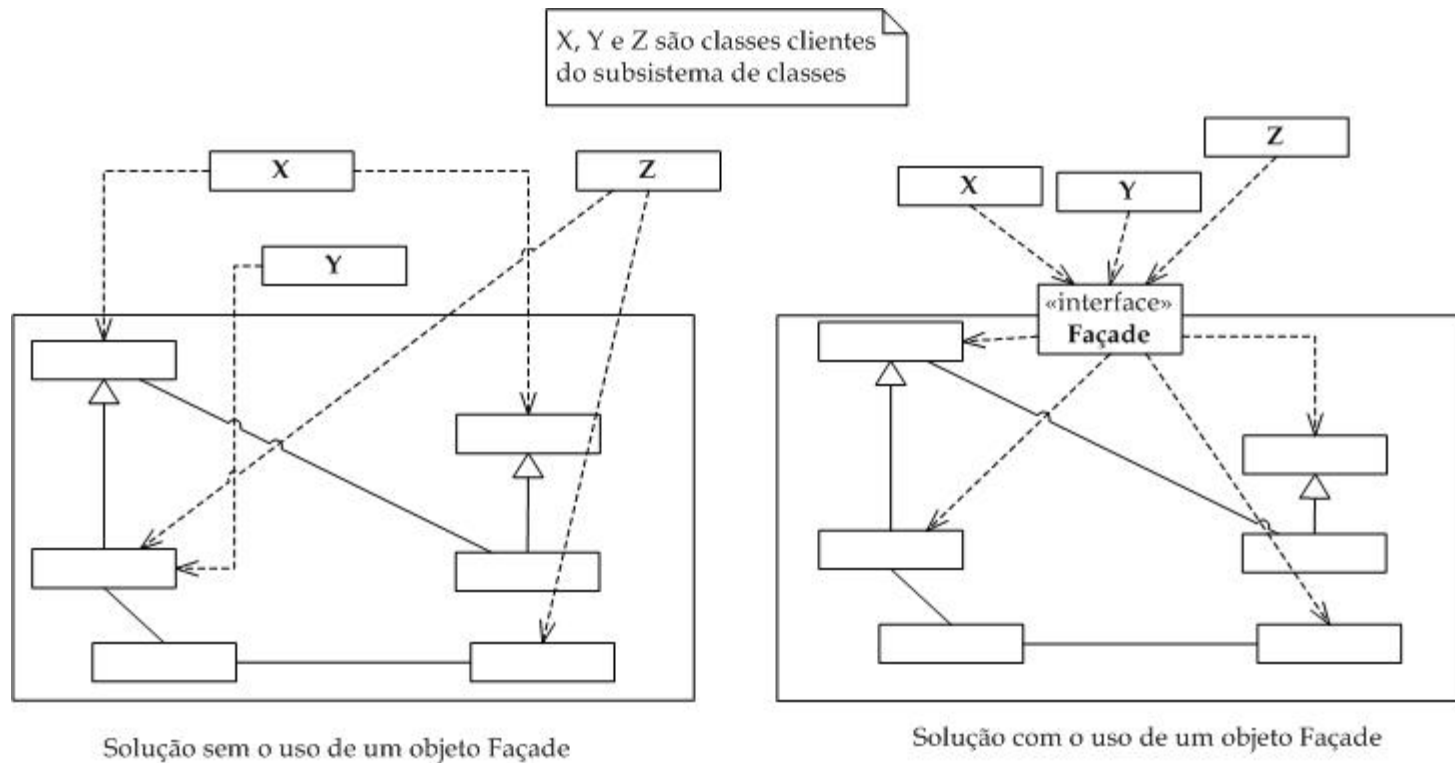 X, Y e Z são classes clientes
do subsistema de classes
X
Z
Y
Solução sem o uso de um objeto Façade
Z
X
Y
«interface»
Façade
Solução com o uso de um objeto Façade